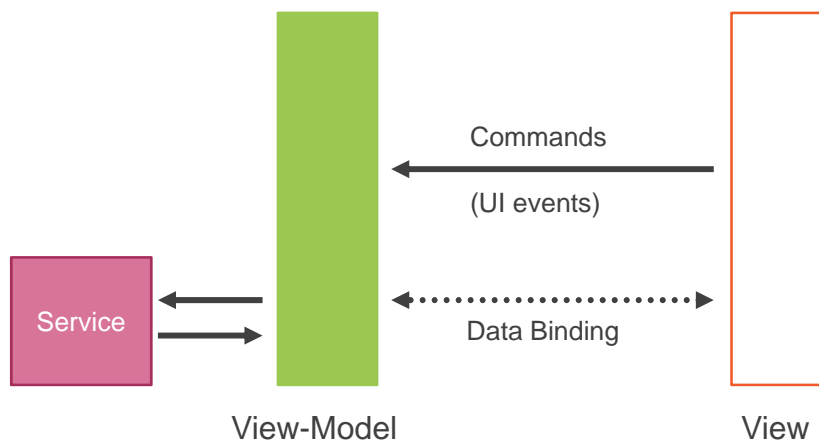 Commands
(UI events)
Service
Data Binding
View-Model
View